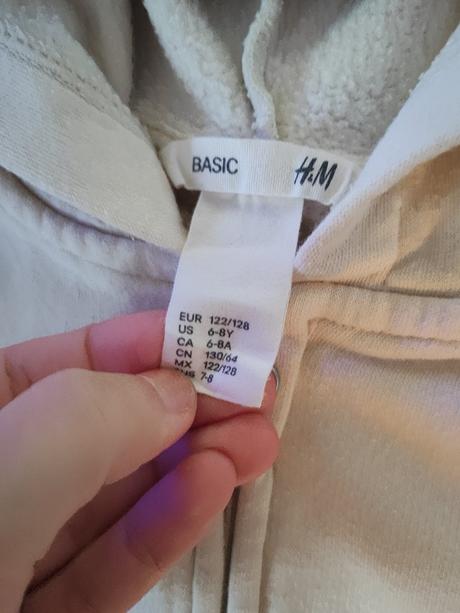 BASIC H&M
EUR 122/128
US 6-8Y
CA 6-8A
CN 130/64
MX 122/128
7-8